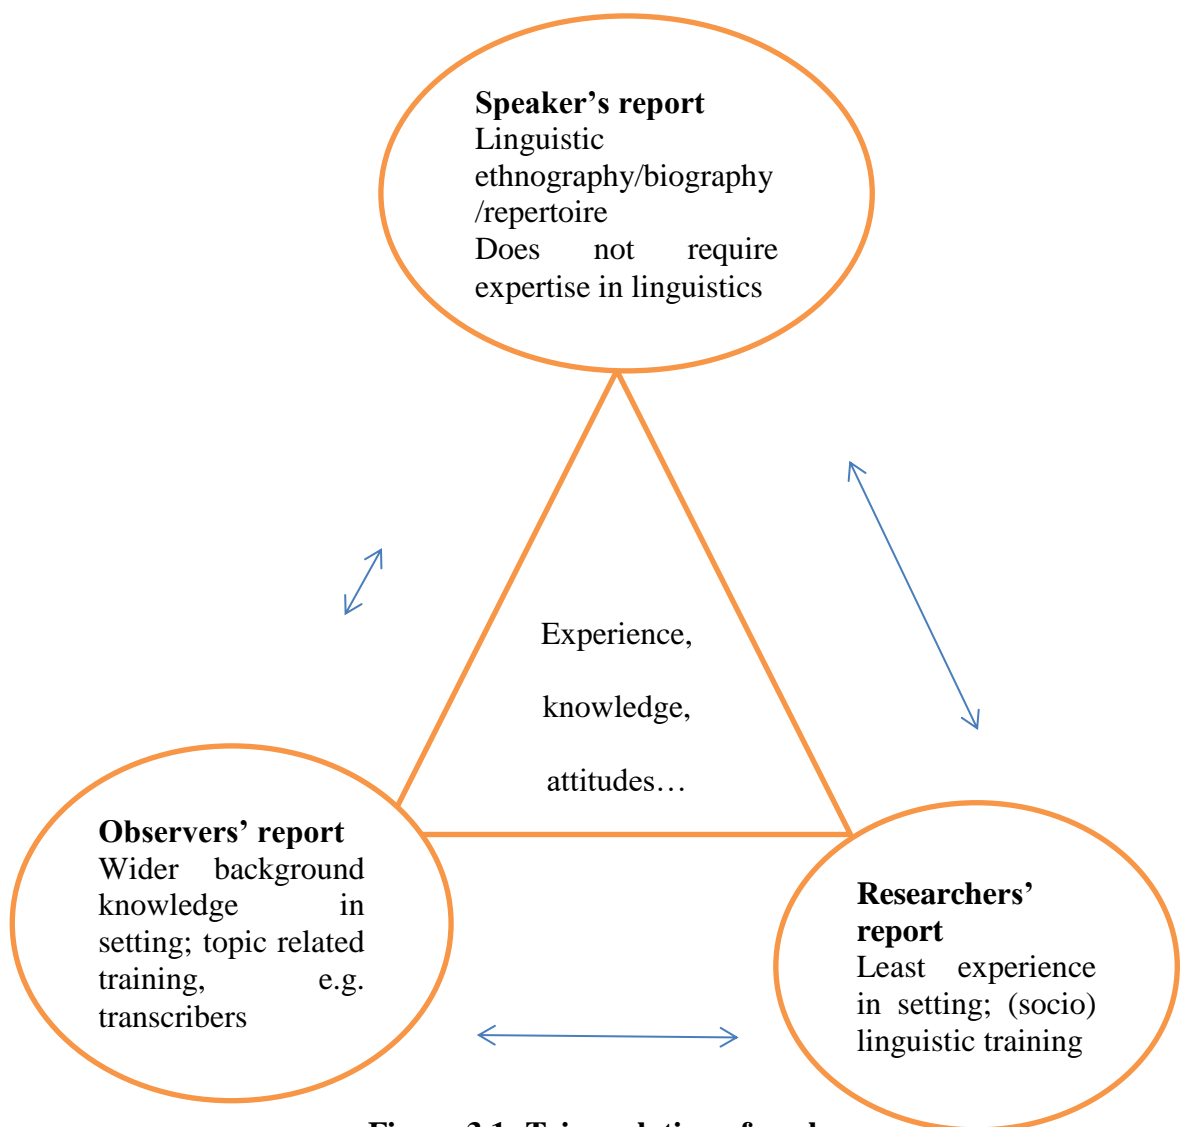 Speaker’s report
Linguistic
ethnography/biography
/repertoire
Does not require
expertise in linguistics
Experience,
knowledge,
attitudes…
Observers’ report
Wider background
knowledge in
setting; topic related
training, e.g.
transcribers
Researchers’
report
Least experience
in setting; (socio)
linguistic training